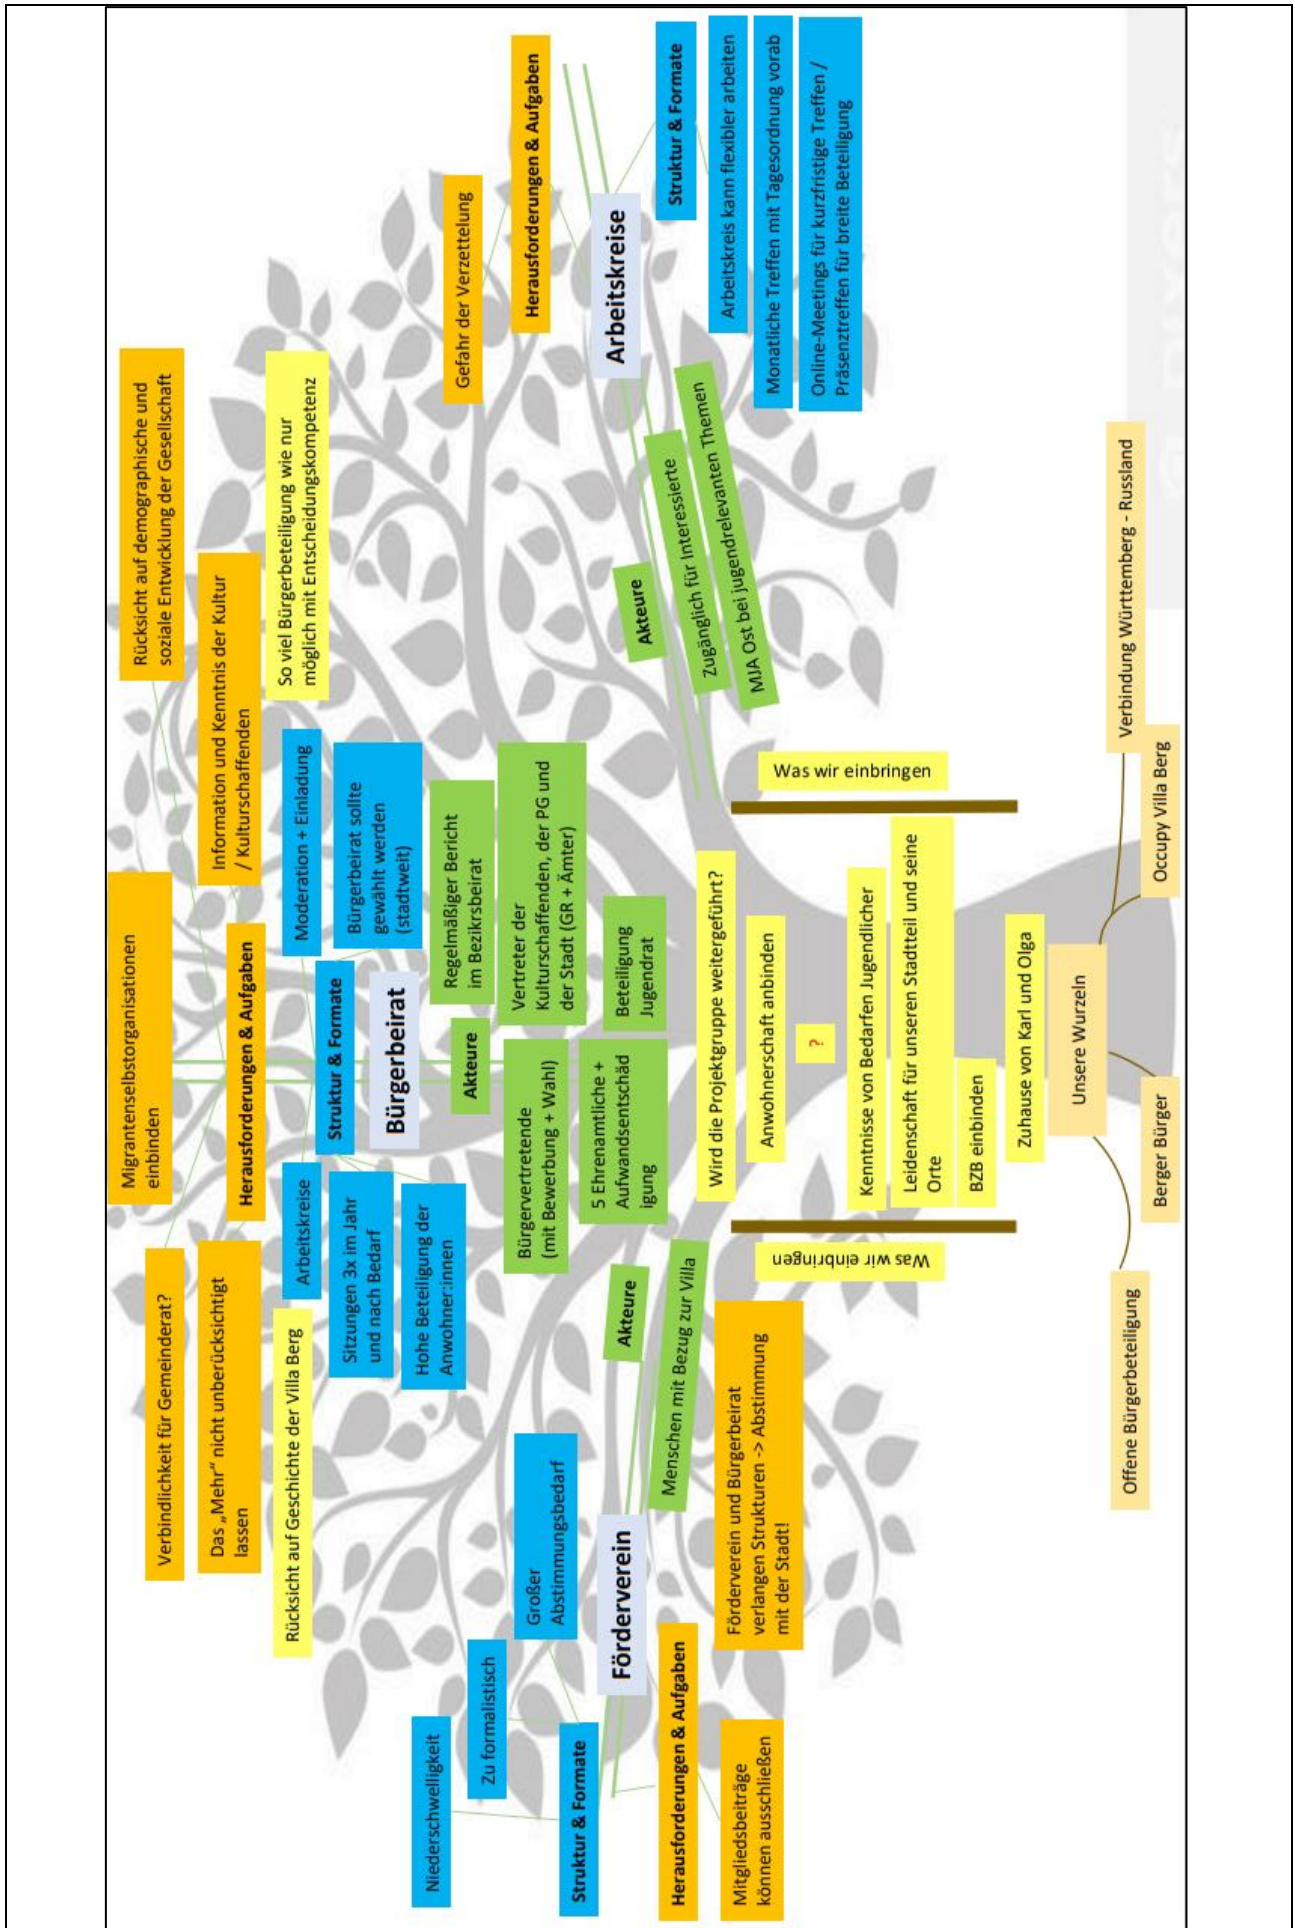 Migrantenselbstorganisationen
einbinden
Verbindlichkeit für Gemeinderat?
Rücksicht auf demographische und
soziale Entwicklung der Gesellschaft
Das „Mehr“ nicht unberücksichtigt
lassen
Herausforderungen & Aufgaben
Information und Kenntnis der Kultur
/ Kulturschaffenden
Rücksicht auf Geschichte der Villa Berg
Arbeitskreise
Moderation + Einladung
So viel Bürgerbeteiligung wie nur
möglich mit Entscheidungskompetenz
Sitzungen 3x im Jahr
und nach Bedarf
Struktur & Formate
Bürgerbeirat sollte
gewählt werden
(stadtweit)
Hohe Beteiligung der
Anwohner:innen
Bürgerbeirat
Akteure
Regelmäßiger Bericht
im Bezikrsbeirat
Bürgervertretende
(mit Bewerbung + Wahl)
Vertreter der
Kulturschaffenden, der PG und
der Stadt (GR + Ämter)
5 Ehrenamtliche +
Aufwandsentschäd
igung
Beteiligung
Jugendrat
Niederschwelligkeit
Zu formalistisch
Großer
Abstimmungsbedarf
Struktur & Formate
Förderverein
Akteure
Menschen mit Bezug zur Villa
Herausforderungen & Aufgaben
Mitgliedsbeiträge
können ausschließen
Förderverein und Bürgerbeirat
verlangen Strukturen -> Abstimmung
mit der Stadt!
Gefahr der Verzettelung
Herausforderungen & Aufgaben
Arbeitskreise
Akteure
Zugänglich für Interessierte
MJA Ost bei jugendrelevanten Themen
Struktur & Formate
Arbeitskreis kann flexibler arbeiten
Monatliche Treffen mit Tagesordnung vorab
Online-Meetings für kurzfristige Treffen /
Präsenztreffen für breite Beteiligung
Was wir einbringen
Was wir einbringen
Wird die Projektgruppe weitergeführt?
Anwohnerschaft anbinden
?
Kenntnisse von Bedarfen Jugendlicher
Leidenschaft für unseren Stadtteil und seine
Orte
BZB einbinden
Zuhause von Karl und Olga
Unsere Wurzeln
Offene Bürgerbeteiligung
Berger Bürger
Occupy Villa Berg
Verbindung Württemberg - Russland